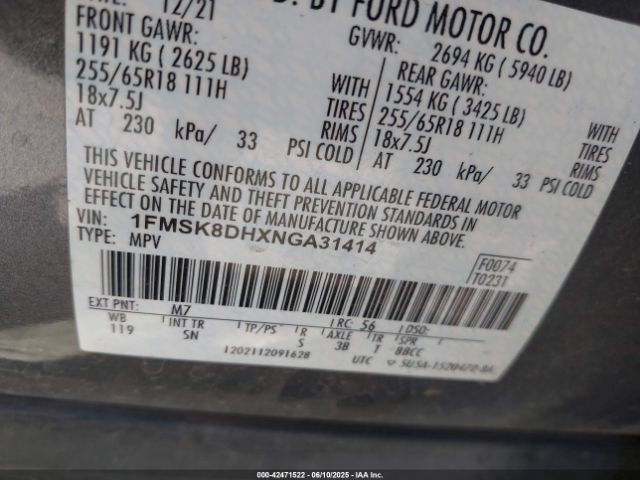 12/21
D. BY FORD MOTOR CO.
FRONT GAWR:
GVWR: 2694 KG ( 5940 LB)
1191 KG ( 2625 LB)
REAR GAWR:
255/65R18 111H WITH
1554 KG ( 3425 LB) WITH
18x7.5J TIRES
255/65R18 111H TIRES
RIMS
18x7.5J RIMS
AT 230 kPa/ 33 PSI COLD
AT 230 kPa/ 33 PSI COLD
THIS VEHICLE CONFORMS TO ALL APPLICABLE FEDERAL MOTOR
VEHICLE SAFETY AND THEFT PREVENTION STANDARDS IN EFFECT ON THE
DATE OF MANUFACTURE SHOWN ABOVE.
VIN: 1FMSK8DHXNGA31414
TYPE: MPV
F0074
T0231
EXT PNT: M7 RC: 56 DSO:
WB INT TR TP/PS R AXLE TR SPR
119 SN S 3B T BBCC
1202112091628 UTC
00-42471522 | 06/10/2025 | IAAI.COM